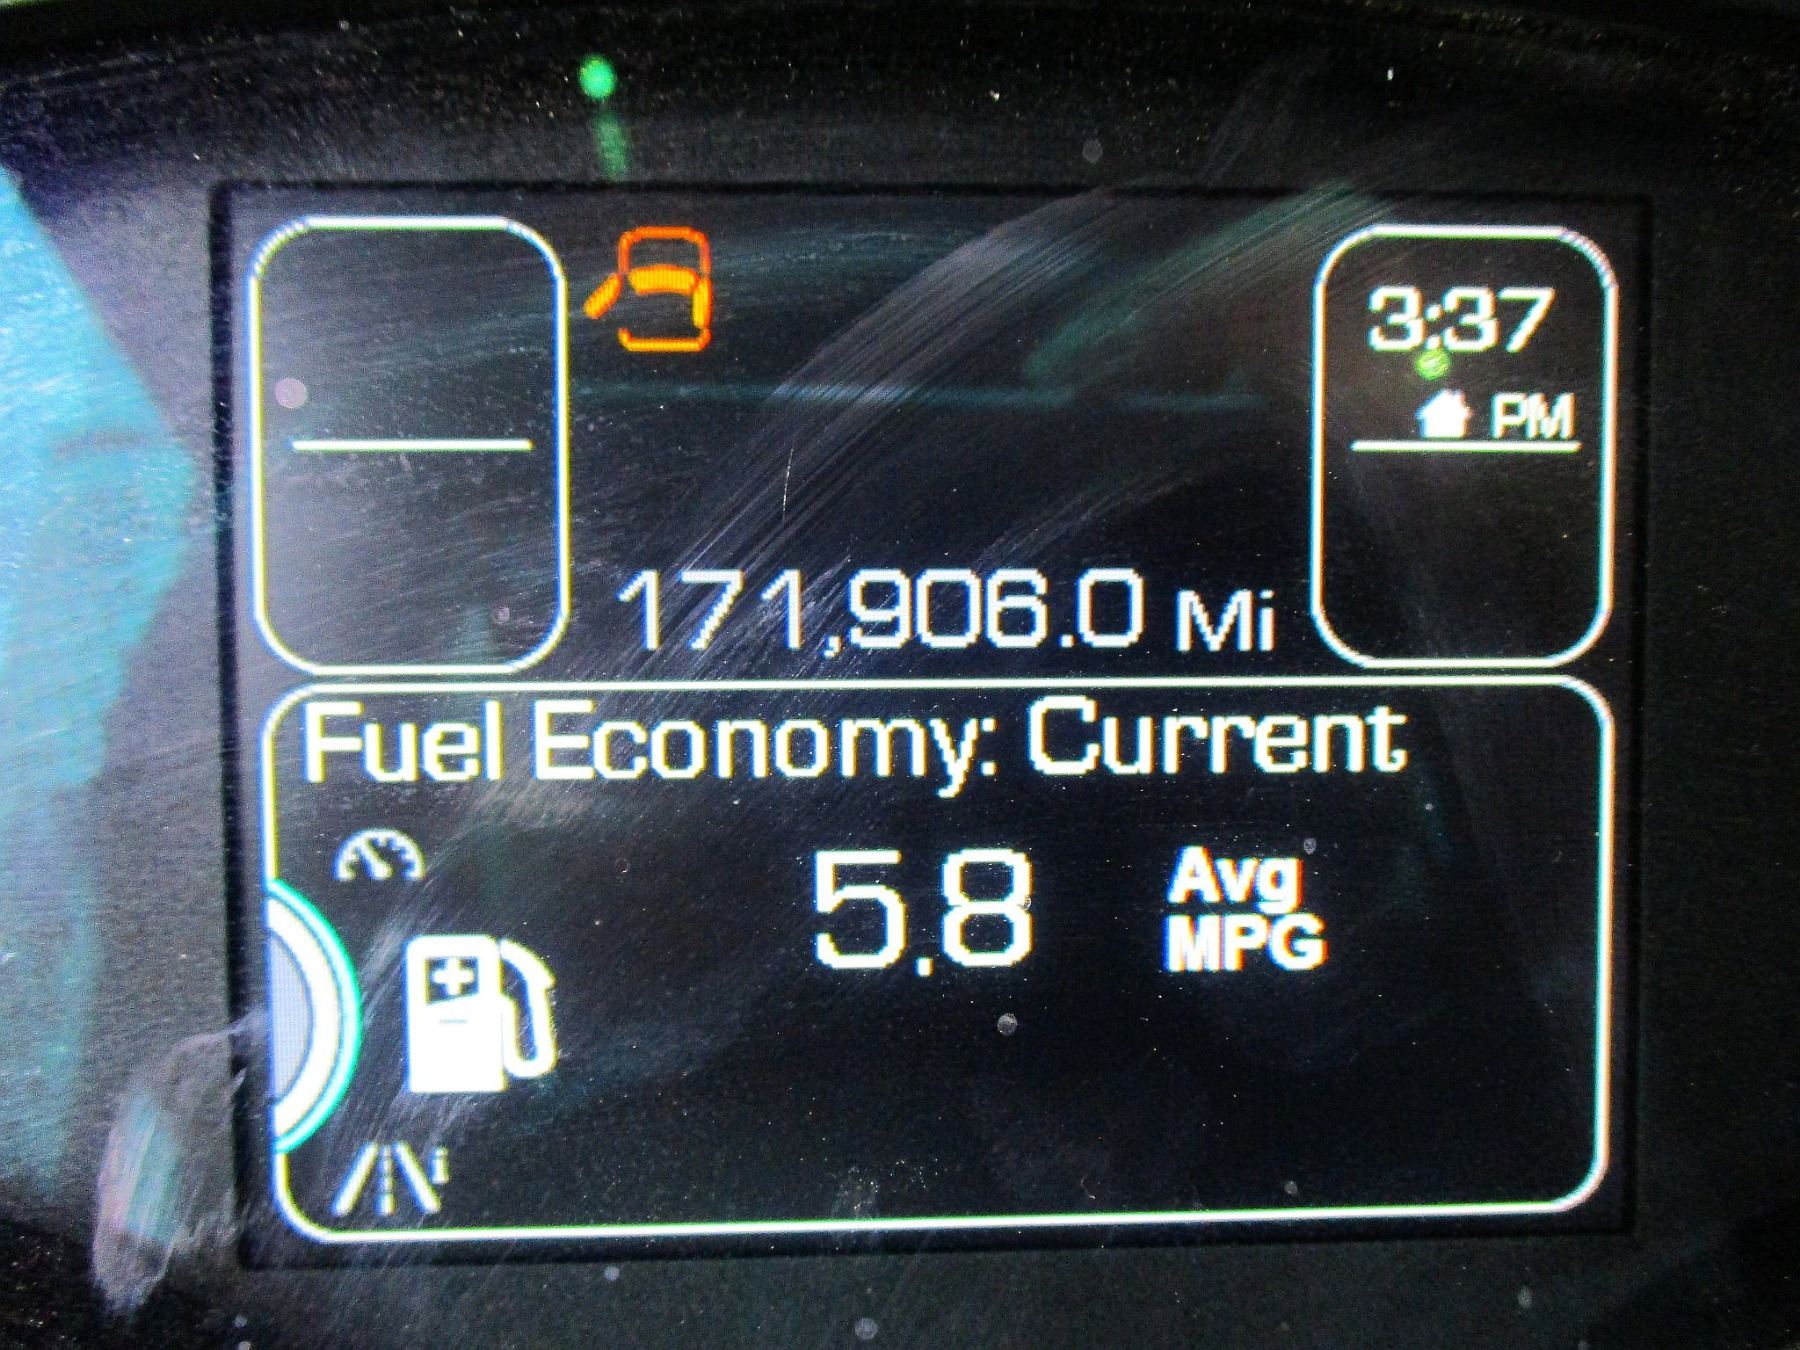 3:37
PM
171,906.0 Mi
Fuel Economy: Current
5.8 Avg
MPG
i